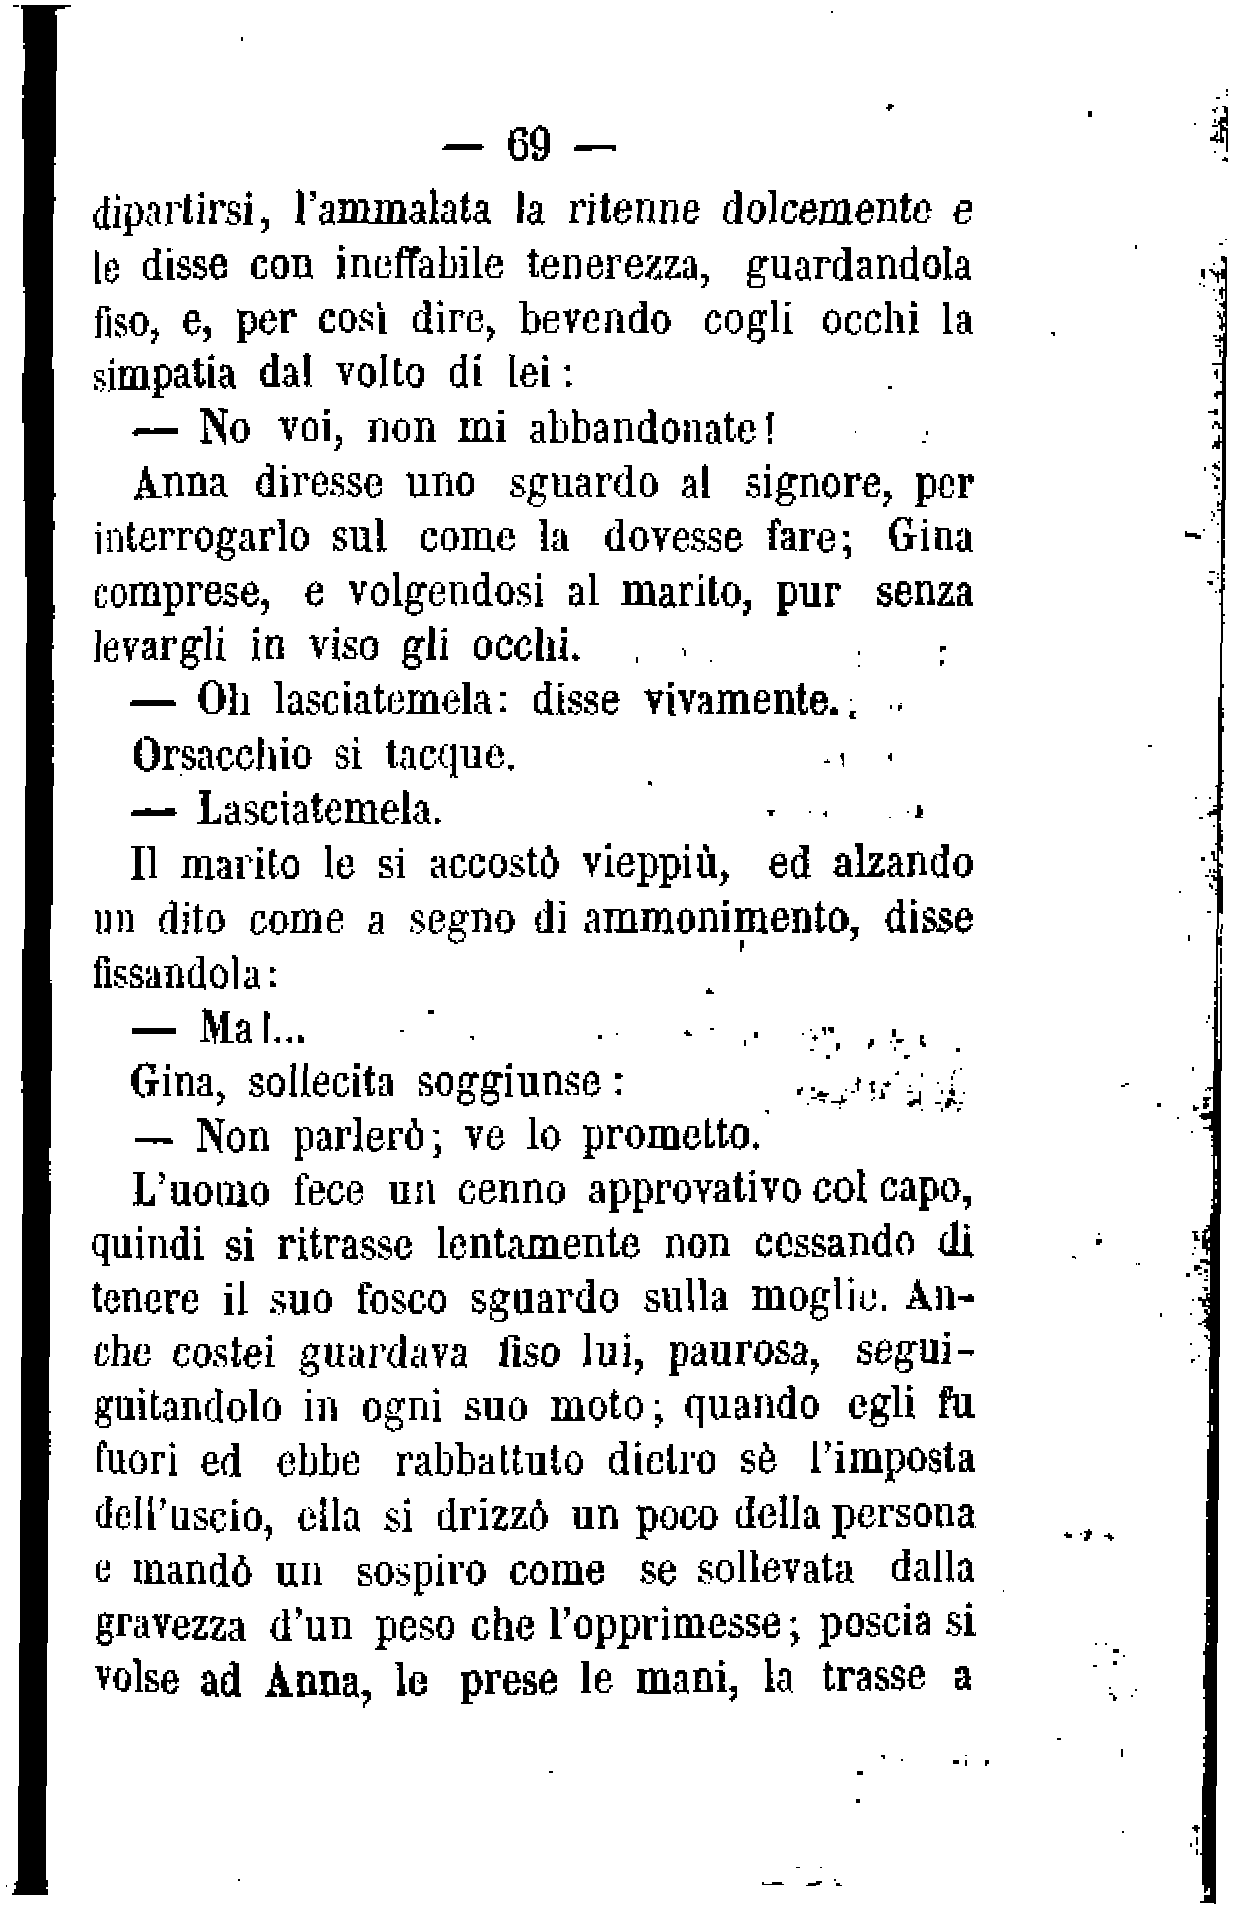 — 69 —
dipartirsi, l'ammalata la ritenne dolcemente e
le disse con ineffabile tenerezza, guardandola
fiso, e, per così dire, bevendo cogli occhi la
simpatia dal volto di lei :
— No voi, non mi abbandonate!
Anna diresse uno sguardo al signore, per
interrogarlo sul come la dovesse fare; Gina
comprese, e volgendosi al marito, pur senza
levargli in viso gli occhi.
— Oh lasciatemela: disse vivamente.
Orsacchio si tacque.
— Lasciatemela.
Il marito le si accostò vieppiù, ed alzando
un dito come a segno di ammonimento, disse
fissandola:
— Ma!...
Gina, sollecita soggiunse :
— Non parlerò; ve lo prometto.
L'uomo fece un cenno approvativo col capo,
quindi si ritrasse lentamente non cessando di
tenere il suo fosco sguardo sulla moglie. An-
che costei guardava fiso lui, paurosa, segui-
guitandolo in ogni suo moto; quando egli fu
fuori ed ebbe rabbattuto dietro sè l'imposta
dell'uscio, ella si drizzò un poco della persona
e mandò un sospiro come se sollevata dalla
gravezza d'un peso che l'opprimesse; poscia si
volse ad Anna, le prese le mani, la trasse a